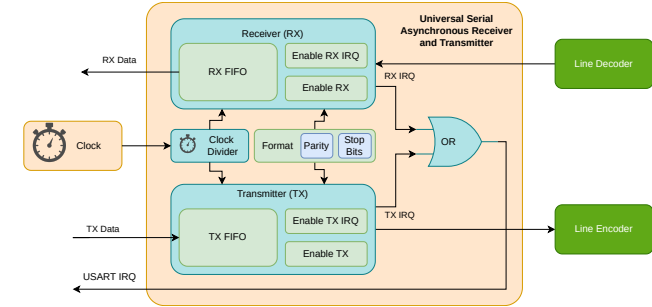 Universal Serial
Asynchronous Receiver
and Transmitter
Receiver (RX)
RX Data
RX FIFO
Enable RX IRQ
Enable RX
RX IRQ
Line Decoder
Clock
Clock
Divider
Format
Parity
Stop
Bits
OR
Transmitter (TX)
TX Data
TX FIFO
Enable TX IRQ
Enable TX
TX IRQ
Line Encoder
USART IRQ